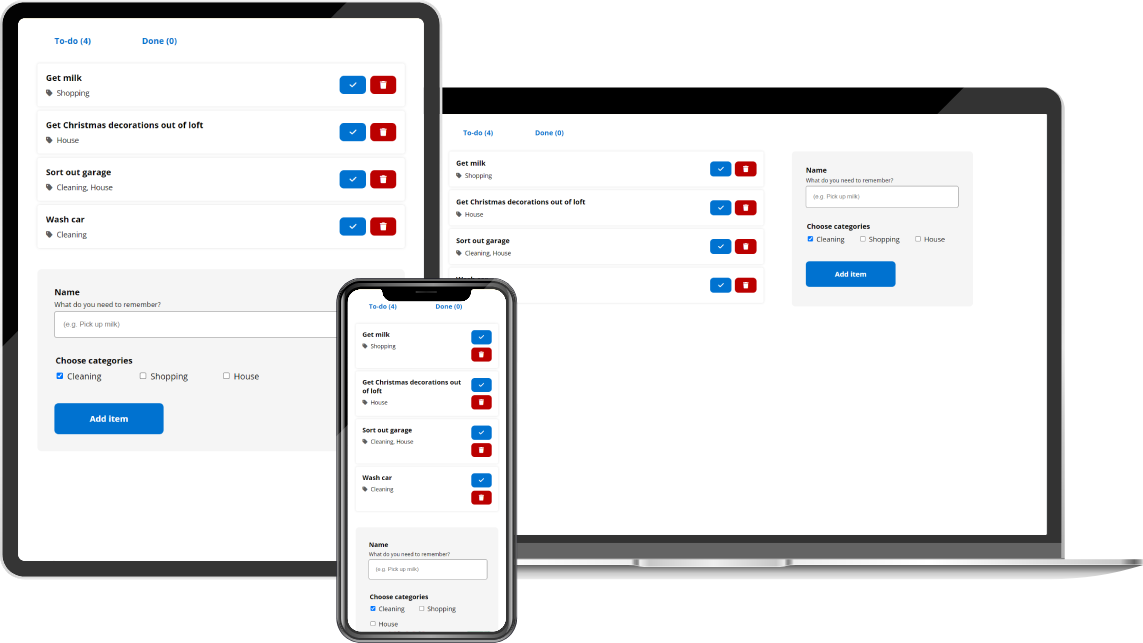 To-do (4) Done (0)
Get milk
Shopping
Get Christmas decorations out of loft
House
Sort out garage
Cleaning, House
Wash car
Cleaning
Name
What do you need to remember?
(e.g. Pick up milk)
Choose categories
Cleaning Shopping House
Add item
To-do (4) Done (0)
Get milk
Shopping
Get Christmas decorations out
of loft
House
Sort out garage
Cleaning, House
Wash car
Cleaning
Name
What do you need to remember?
(e.g. Pick up milk)
Choose categories
Cleaning Shopping
House
To-do (4) Done (0)
Get milk
Shopping
Get Christmas decorations out of loft
House
Sort out garage
Cleaning, House
Name
What do you need to remember?
(e.g. Pick up milk)
Choose categories
Cleaning Shopping House
Add item